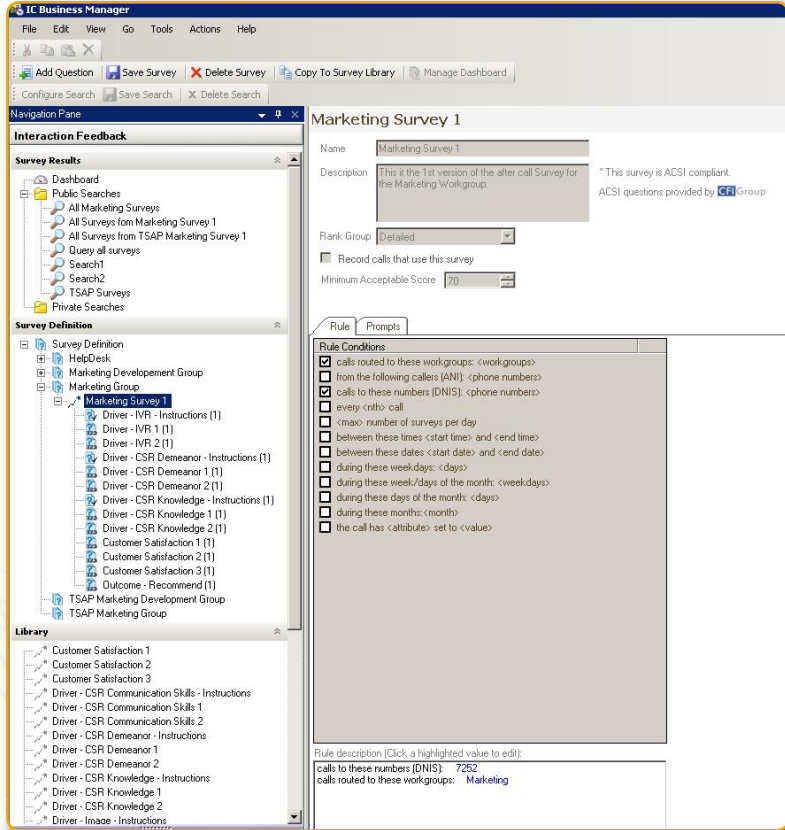 IC Business Manager
File Edit View Go Tools Actions Help
Add Question Save Survey Delete Survey Copy To Survey Library Manage Dashboard
Configure Search Save Search Delete Search
Navigation Pane
Interaction Feedback
Survey Results
Dashboard
Public Searches
All Marketing Surveys
All Surveys fom Marketing Survey 1
All Surveys from TSAP Marketing Survey 1
Query all surveys
Search1
Search2
TSAP Surveys
Private Searches
Survey Definition
Survey Definition
HelpDesk
Marketing Developement Group
Marketing Group
Marketing Survey 1
Driver - IVR - Instructions (1)
Driver - IVR 1 (1)
Driver - IVR 2 (1)
Driver - CSR Demeanor - Instructions (1)
Driver - CSR Demeanor 1 (1)
Driver - CSR Demeanor 2 (1)
Driver - CSR Knowledge - Instructions (1)
Driver - CSR Knowledge 1 (1)
Driver - CSR Knowledge 2 (1)
Customer Satisfaction 1 (1)
Customer Satisfaction 2 (1)
Customer Satisfaction 3 (1)
Outcome - Recommend (1)
TSAP Marketing Development Group
TSAP Marketing Group
Library
Customer Satisfaction 1
Customer Satisfaction 2
Customer Satisfaction 3
Driver - CSR Communication Skills - Instructions
Driver - CSR Communication Skills 1
Driver - CSR Communication Skills 2
Driver - CSR Demeanor - Instructions
Driver - CSR Demeanor 1
Driver - CSR Demeanor 2
Driver - CSR Knowledge - Instructions
Driver - CSR Knowledge 1
Driver - CSR Knowledge 2
Driver - Image - Instructions
Marketing Survey 1
Name Marketing Survey 1
Description This it the 1st version of the after call Survey for
the Marketing Workgroup.
* This survey is ACSI compliant.
ACSI questions provided by CFI Group
Rank Group Detailed
Record calls that use this survey
Minimum Acceptable Score 70
Rule Prompts
Rule Conditions
calls routed to these workgroups: <workgroups>
from the following callers (ANI): <phone numbers>
calls to these numbers (DNIS): <phone numbers>
every <nth> call
<max> number of surveys per day
between these times <start time> and <end time>
between these dates <start date> and <end date>
during these weekdays: <days>
during these week/days of the month: <weekdays>
during these days of the month: <days>
during these months:<month>
the call has <attribute> set to <value>
Rule description (Click a highlighted value to edit):
calls to these numbers (DNIS): 7252
calls routed to these workgroups: Marketing